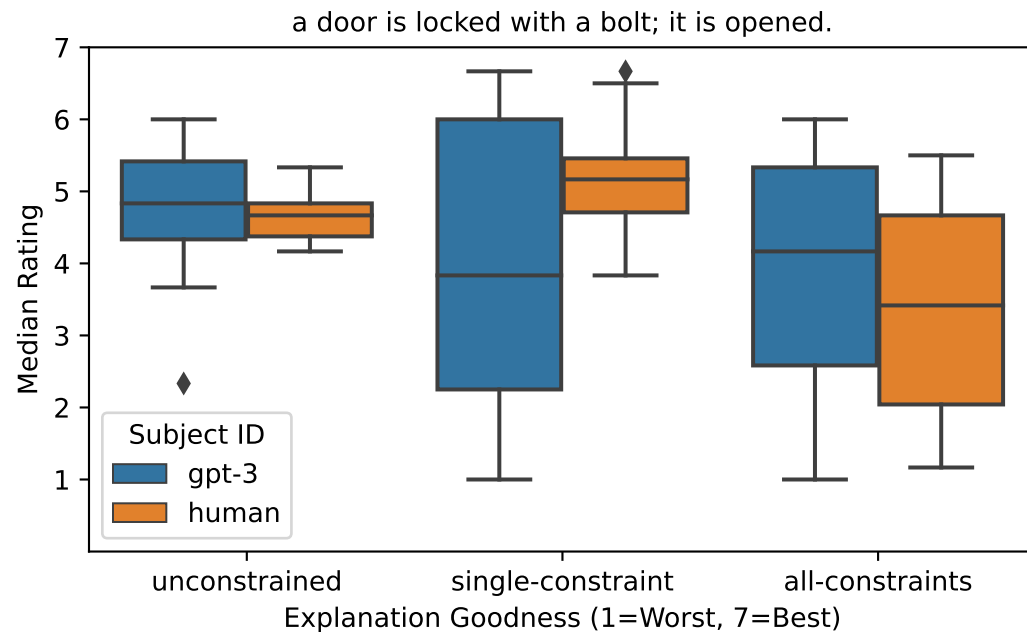 a door is locked with a bolt; it is opened.
7
6
5
4
3
2
1
Median Rating
Subject ID
gpt-3
human
unconstrained single-constraint all-constraints
Explanation Goodness (1=Worst, 7=Best)